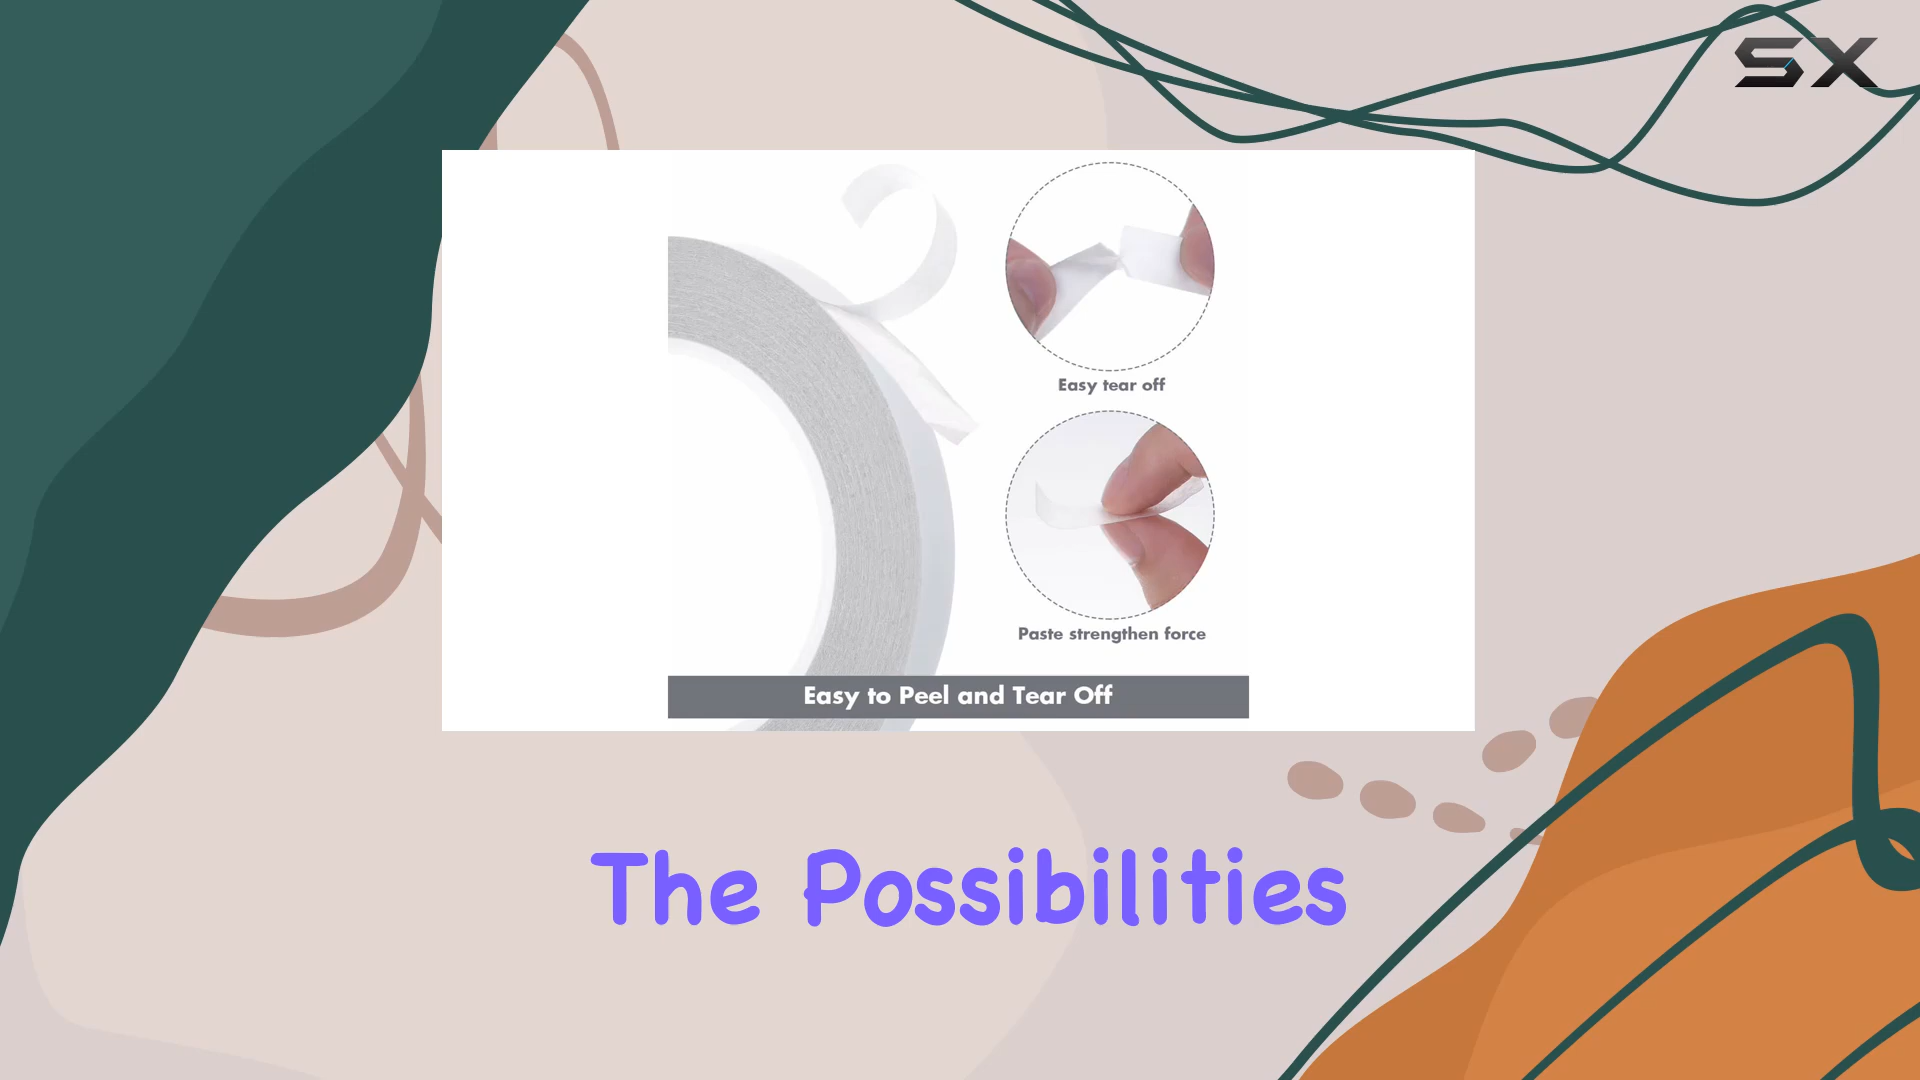 SX
Easy tear off
Paste strengthen force
Easy to Peel and Tear Off
The Possibilities